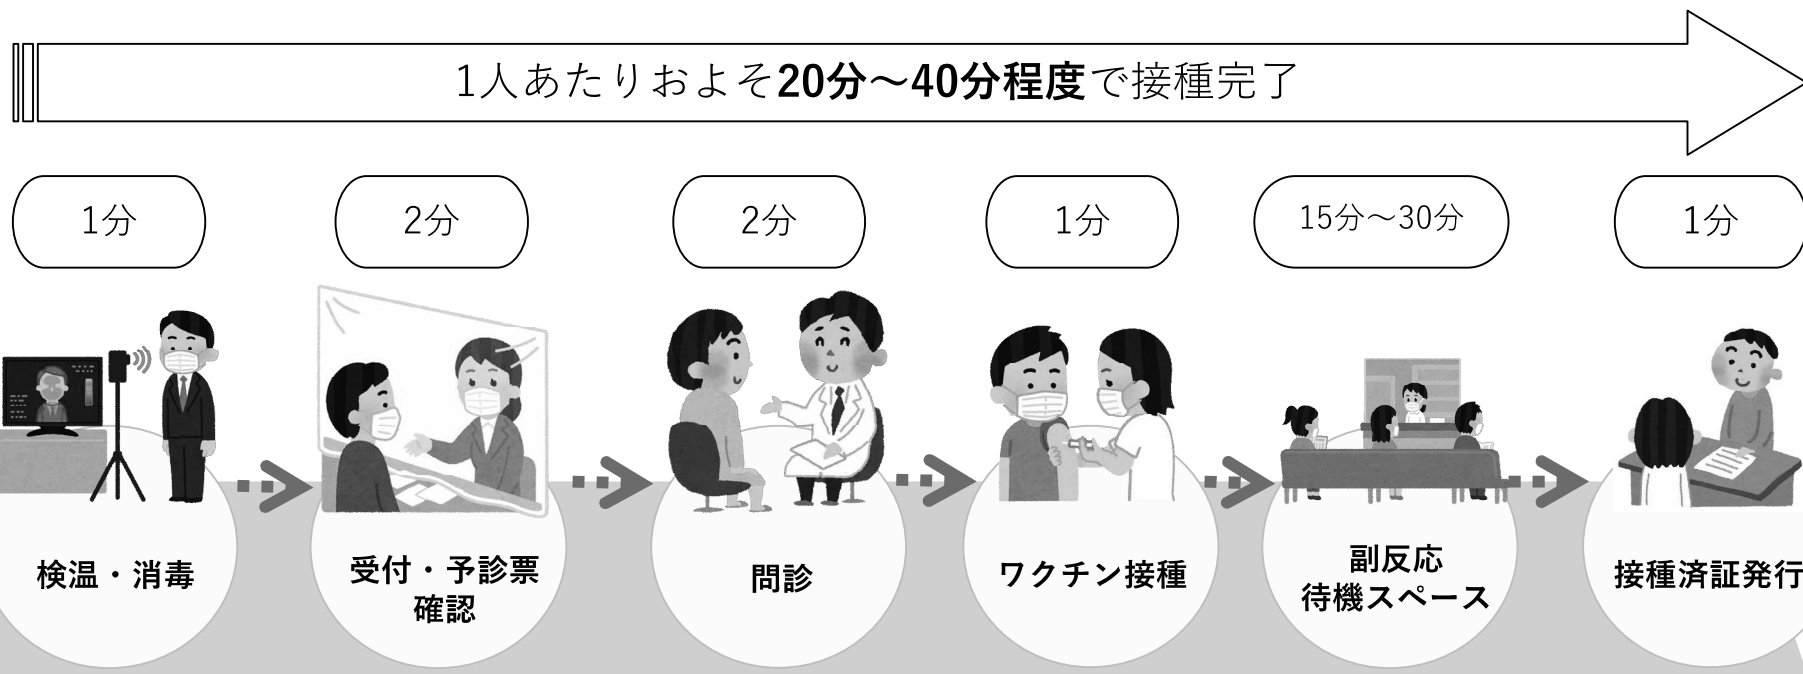 1人あたりおよそ20分～40分程度で接種完了
1分
2分
2分
1分
15分～30分
1分
検温・消毒
受付・予診票
確認
問診
ワクチン接種
副反応
待機スペース
接種済証発行